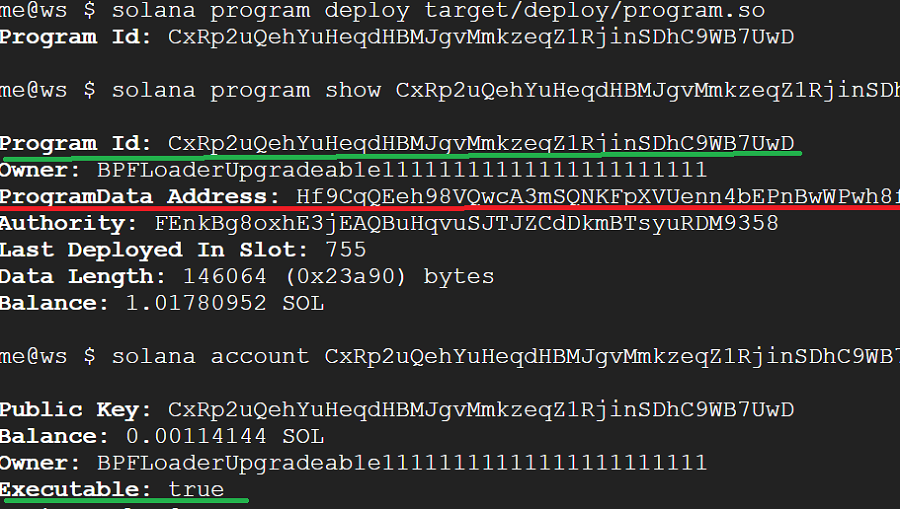 me@ws $ solana program deploy target/deploy/program.so
Program Id: CxRp2uQehYuHeqdHBMJgvMmkzeqZ1RjinSDhC9WB7UwD
me@ws $ solana program show CxRp2uQehYuHeqdHBMJgvMmkzeqZ1RjinSDh
Program Id: CxRp2uQehYuHeqdHBMJgvMmkzeqZ1RjinSDhC9WB7UwD
Owner: BPFLoaderUpgradeab1e11111111111111111111111
ProgramData Address: Hf9CqQEeh98VQwcA3mSQNKFpXVUenn4bEPnBwWPwh8f
Authority: FEnkBg8oxhE3jEAQBuHqvuSJTJZCdDkmBTsyuRDM9358
Last Deployed In Slot: 755
Data Length: 146064 (0x23a90) bytes
Balance: 1.01780952 SOL
me@ws $ solana account CxRp2uQehYuHeqdHBMJgvMmkzeqZ1RjinSDhC9WB7
Public Key: CxRp2uQehYuHeqdHBMJgvMmkzeqZ1RjinSDhC9WB7UwD
Balance: 0.00114144 SOL
Owner: BPFLoaderUpgradeab1e11111111111111111111111
Executable: true